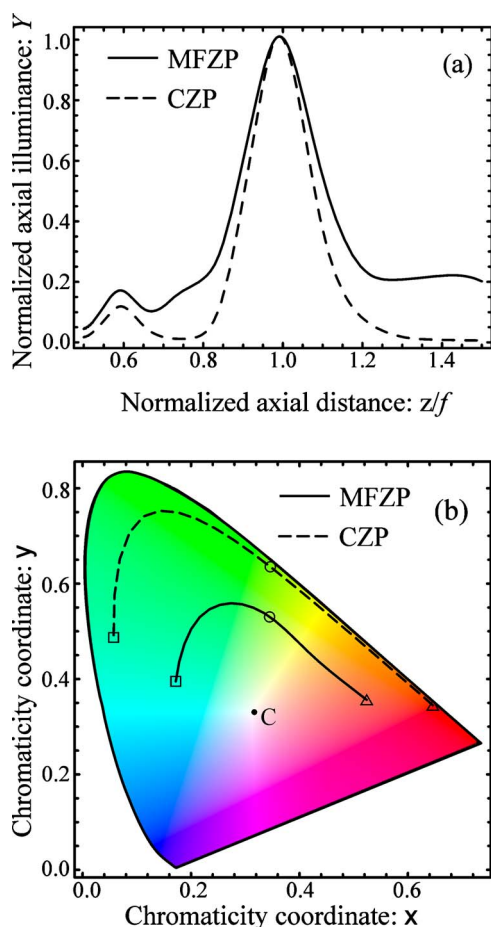 Normalized axial illuminance: Y
1.0
0.8
0.6
0.4
0.2
0.0
MFZP
CZP
(a)
0.6 0.8 1.0 1.2 1.4
Normalized axial distance: z/f
Chromaticity coordinate: y
0.8
0.6
0.4
0.2
0.0
MFZP
CZP
(b)
C
0.0 0.2 0.4 0.6
Chromaticity coordinate: x